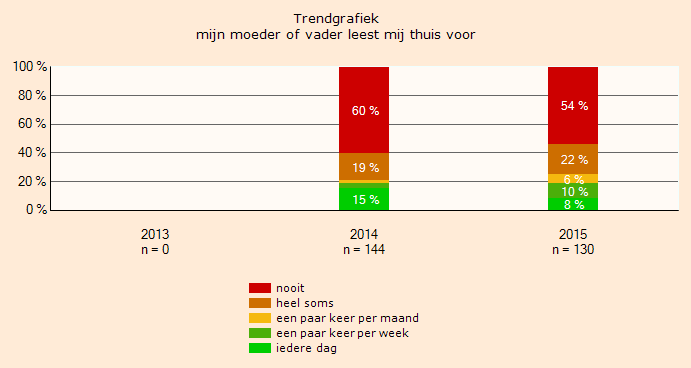 Trendgrafiek
mijn moeder of vader leest mij thuis voor
100 %
80 %
60 %
40 %
20 %
0 %
60 %
19 %
15 %
54 %
22 %
6 %
10 %
8 %
2013
n = 0
2014
n = 144
2015
n = 130
nooit
heel soms
een paar keer per maand
een paar keer per week
iedere dag